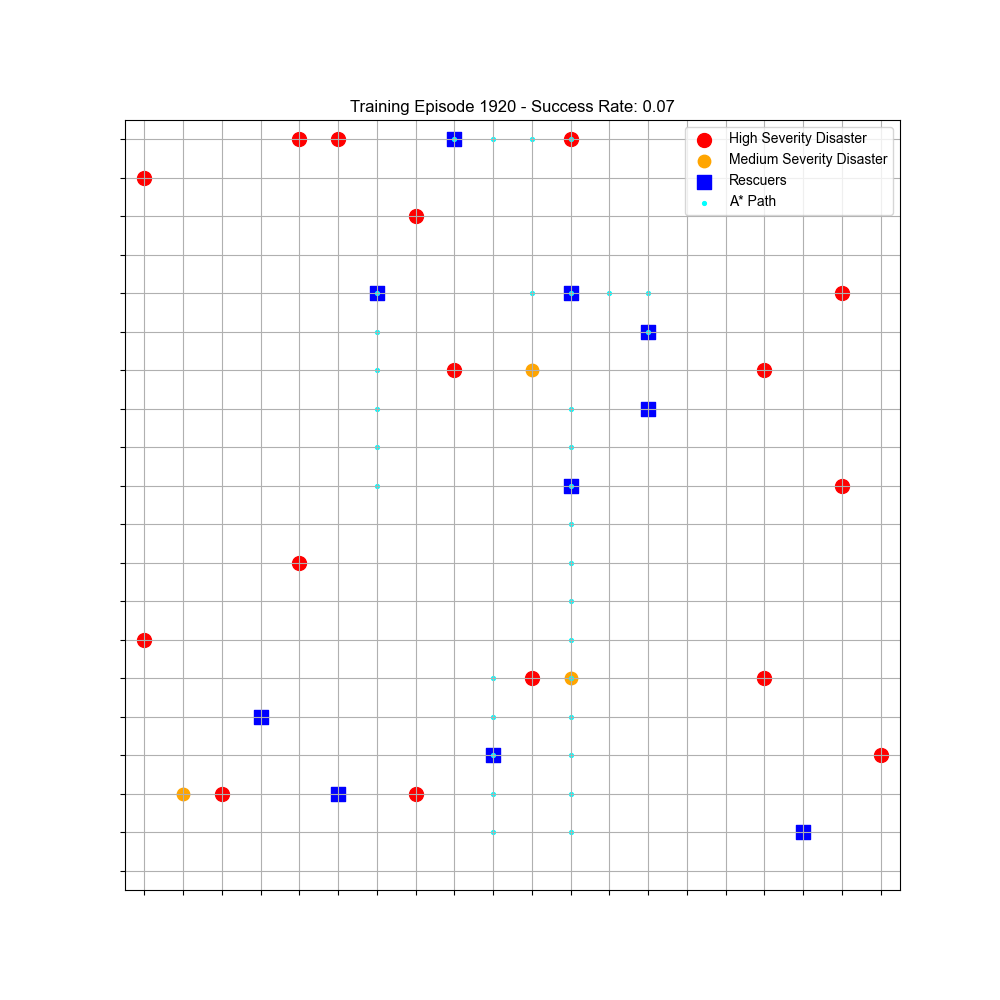 Training Episode 1920 - Success Rate: 0.07
High Severity Disaster
Medium Severity Disaster
Rescuers
A* Path